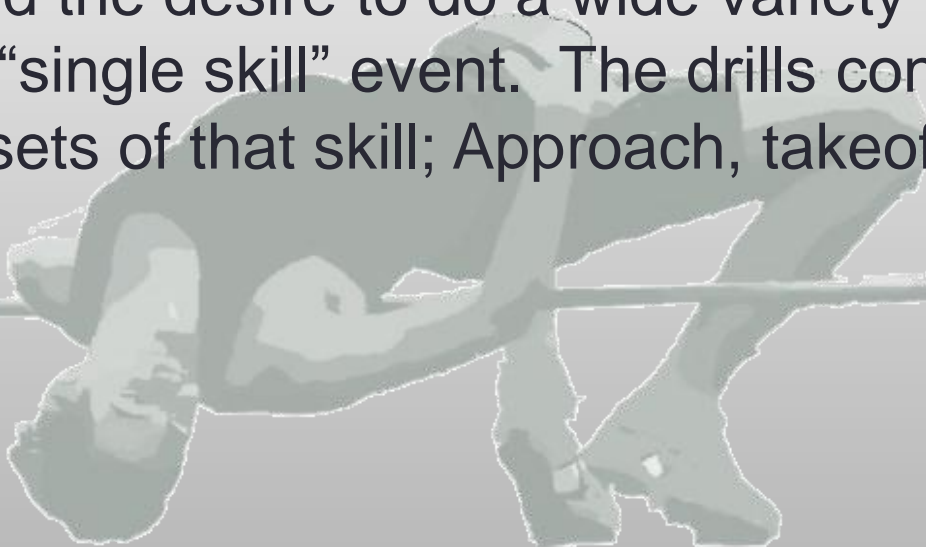 the desire to do a wide variety
“single skill” event.  The drills
sets of that skill; Approach,